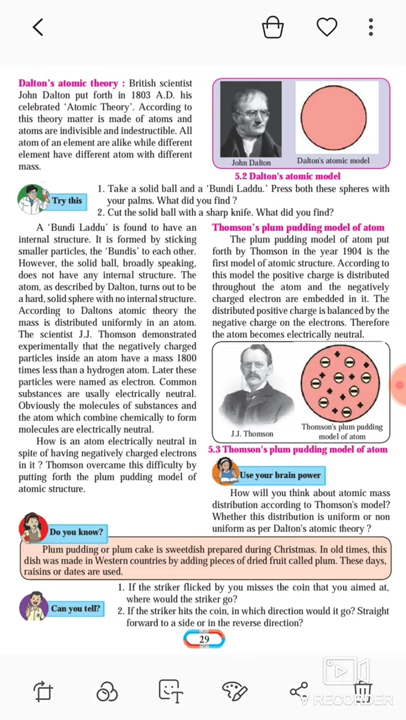 Dalton's atomic theory : British scientist
John Dalton put forth in 1803 A.D. his
celebrated 'Atomic Theory'. According to
this theory matter is made of atoms and
atoms are indivisible and indestructible. All
atom of an element are alike while different
element have different atom with different
mass.
John Dalton
Dalton's atomic model
5.2 Dalton's atomic model
Try this
1. Take a solid ball and a 'Bundi Laddu.' Press both these spheres with
your palms. What did you find ?
2. Cut the solid ball with a sharp knife. What did you find?
A 'Bundi Laddu' is found to have an
internal structure. It is formed by sticking
smaller particles, the 'Bundis' to each other.
However, the solid ball, broadly speaking,
does not have any internal structure. The
atom, as described by Dalton, turns out to be
a hard, solid sphere with no internal structure.
According to Daltons atomic theory the
mass is distributed uniformly in an atom.
The scientist J.J. Thomson demonstrated
experimentally that the negatively charged
particles inside an atom have a mass 1800
times less than a hydrogen atom. Later these
particles were named as electron. Common
substances are usally electrically neutral.
Obviously the molecules of substances and
the atom which combine chemically to form
molecules are electrically neutral.
How is an atom electrically neutral in
spite of having negatively charged electrons
in it ? Thomson overcame this difficulty by
putting forth the plum pudding model of
atomic structure.
Thomson's plum pudding model of atom
The plum pudding model of atom put
forth by Thomson in the year 1904 is the
first model of atomic structure. According to
this model the positive charge is distributed
throughout the atom and the negatively
charged electron are embedded in it. The
distributed positive charge is balanced by the
negative charge on the electrons. Therefore
the atom becomes electrically neutral.
J.J. Thomson
Thomson's plum pudding
model of atom
5.3 Thomson's plum pudding model of atom
Use your brain power
How will you think about atomic mass
distribution according to Thomson's model?
Whether this distribution is uniform or non
uniform as per Dalton's atomic theory ?
Do you know?
Plum pudding or plum cake is sweetdish prepared during Christmas. In old times, this
dish was made in Western countries by adding pieces of dried fruit called plum. These days,
raisins or dates are used.
Can you tell?
1. If the striker flicked by you misses the coin that you aimed at,
where would the striker go?
2. If the striker hits the coin, in which direction would it go? Straight
forward to a side or in the reverse direction?
29
RECORDER